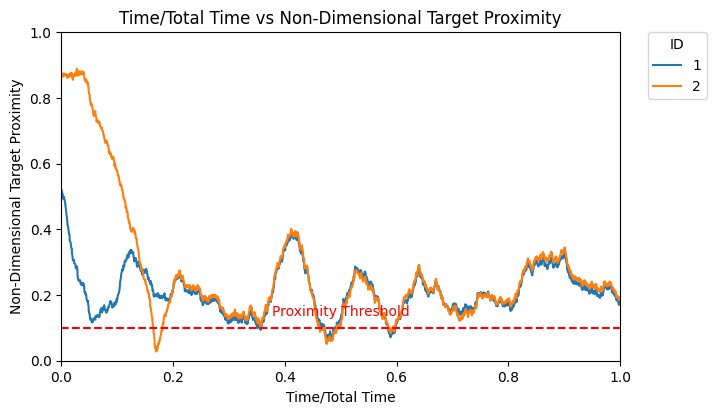 Time/Total Time vs Non-Dimensional Target Proximity
ID
1
2
Non-Dimensional Target Proximity
1.0
0.8
0.6
0.4
0.2
0.0
Proximity Threshold
0.0 0.2 0.4 0.6 0.8 1.0
Time/Total Time